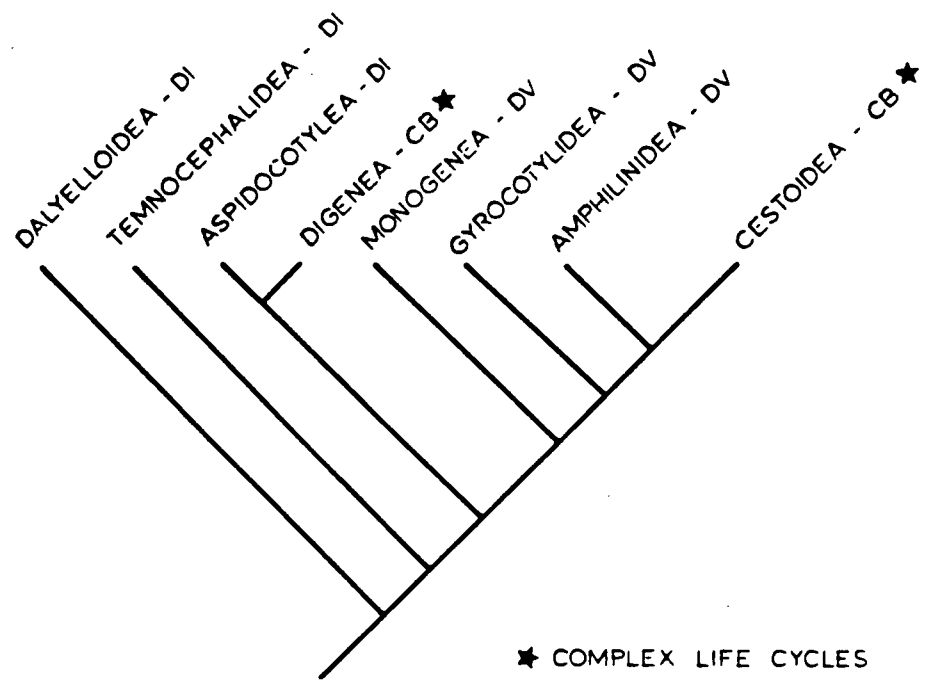 DALYELLOIDEA - DI
TEMNOCEPHALIDEA - DI
ASPIDOCOTYLEA - DI
DIGENEA - CB ★
MONOGENEA - DV
GYROCOTYLIDEA - DV
AMPHILINIDEA - DV
CESTOIDEA - CB ★
★ COMPLEX LIFE CYCLES